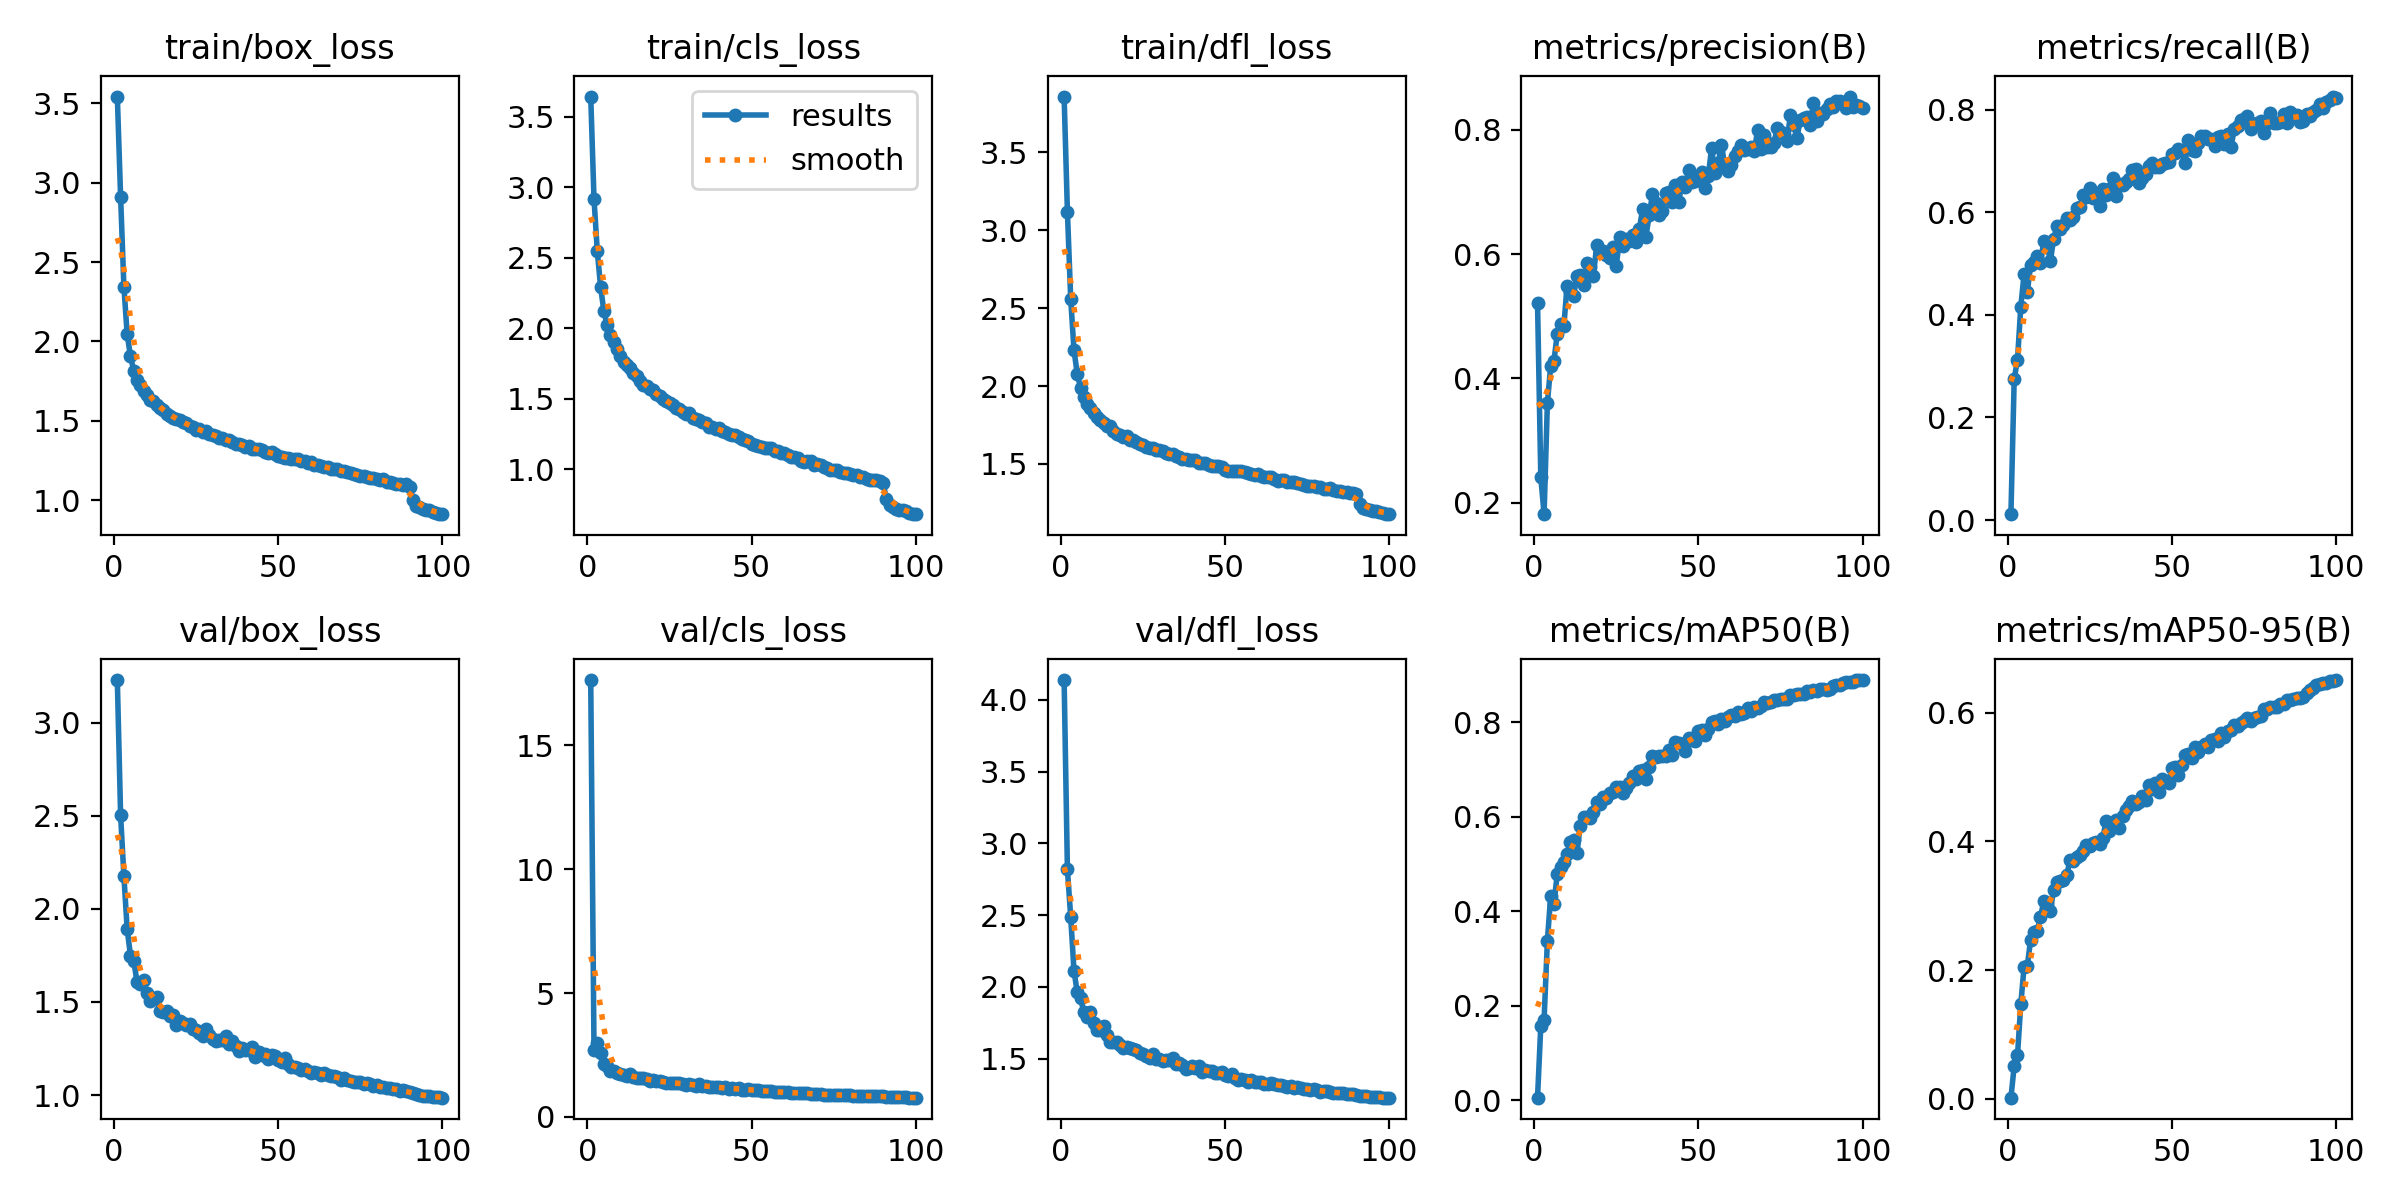 train/box_loss
3.5
3.0
2.5
2.0
1.5
1.0
0 50 100
train/cls_loss
results
smooth
3.5
3.0
2.5
2.0
1.5
1.0
0 50 100
train/dfl_loss
3.5
3.0
2.5
2.0
1.5
0 50 100
metrics/precision(B)
0.8
0.6
0.4
0.2
0 50 100
metrics/recall(B)
0.8
0.6
0.4
0.2
0.0
0 50 100
val/box_loss
3.0
2.5
2.0
1.5
1.0
0 50 100
val/cls_loss
15
10
5
0
0 50 100
val/dfl_loss
4.0
3.5
3.0
2.5
2.0
1.5
0 50 100
metrics/mAP50(B)
0.8
0.6
0.4
0.2
0.0
0 50 100
metrics/mAP50-95(B)
0.6
0.4
0.2
0.0
0 50 100